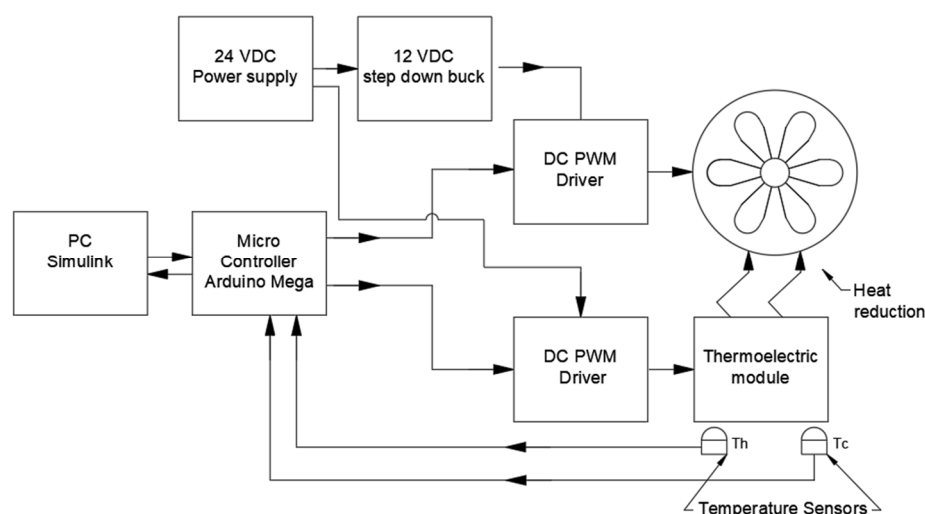 24 VDC
Power supply
12 VDC
step down buck
DC PWM
Driver
PC
Simulink
Micro
Controller
Arduino Mega
Heat
reduction
DC PWM
Driver
Thermoelectric
module
Th
Tc
Temperature Sensors